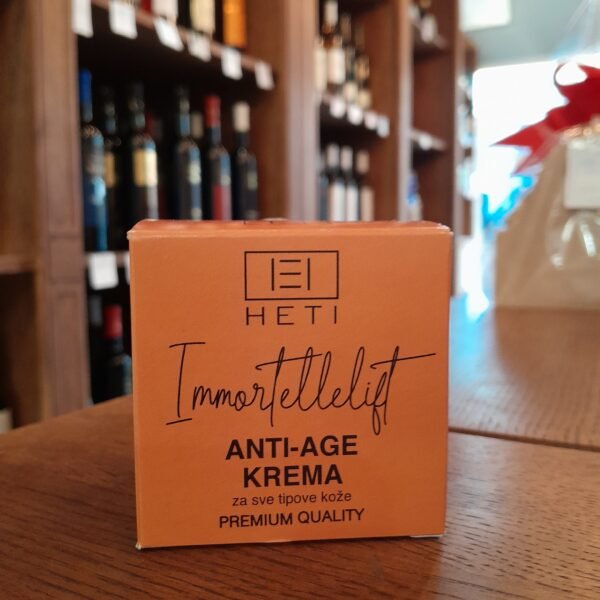 HETI
Immortellelift
ANTI-AGE
KREMA
za sve tipove kože
PREMIUM QUALITY